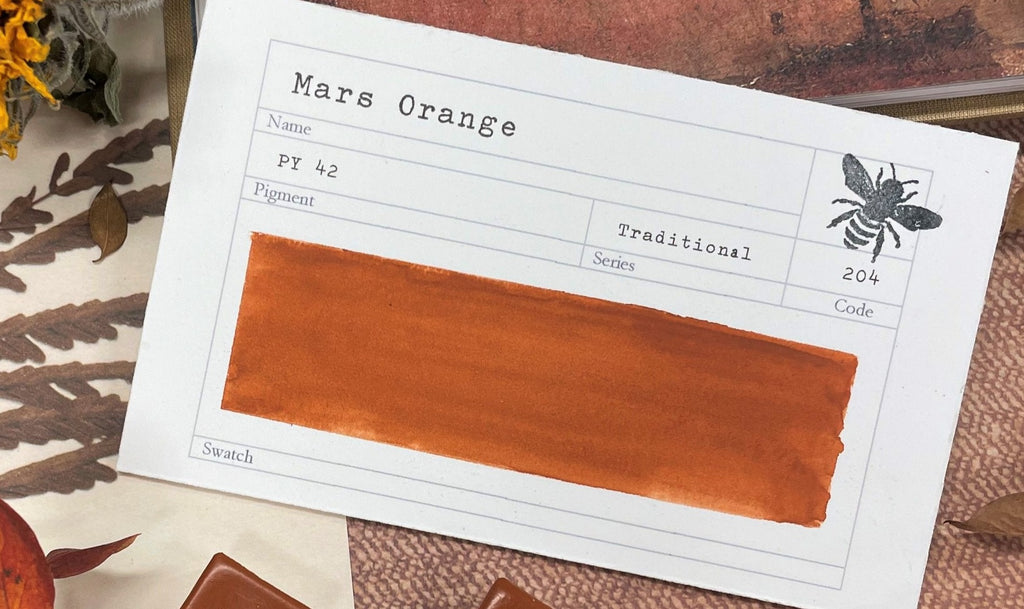 Mars Orange
Name
PY 42
Pigment
Traditional
Series
204
Code
Swatch